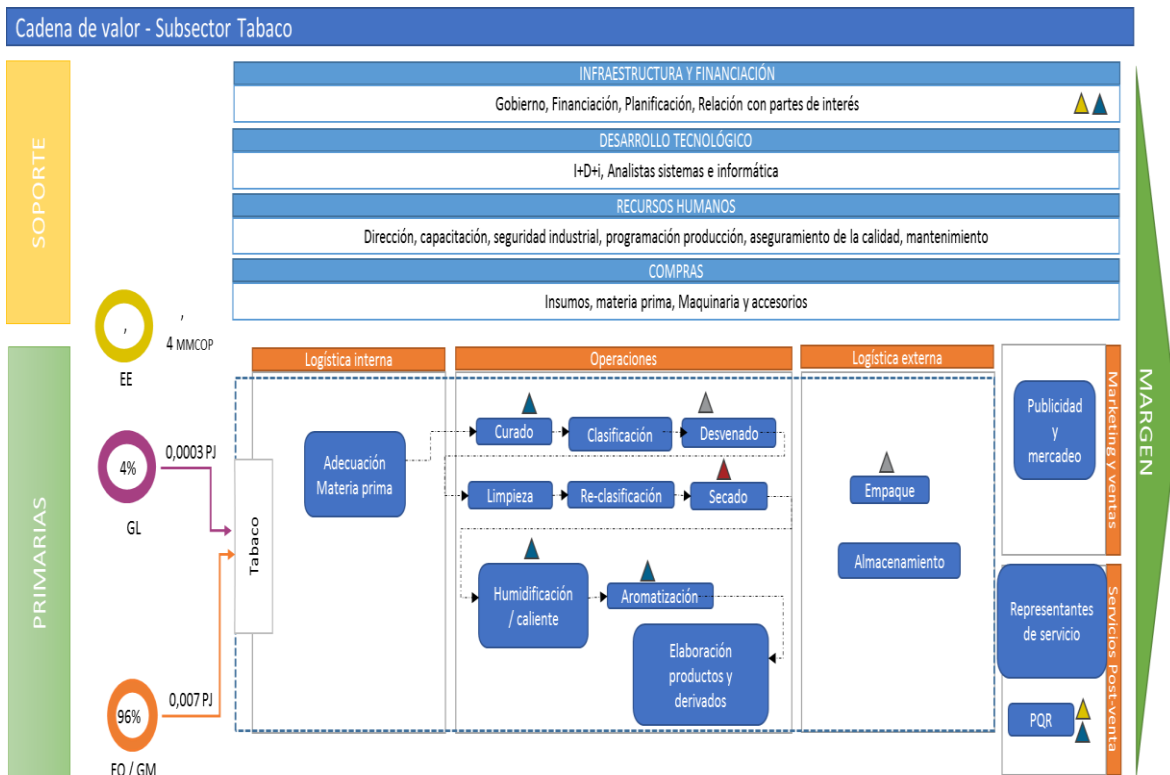 Cadena de valor - Subsector Tabaco
SOPORTE
INFRAESTRUCTURA Y FINANCIACIÓN
Gobierno, Financiación, Planificación, Relación con partes de interés
DESARROLLO TECNOLÓGICO
I+D+i, Analistas sistemas e informática
RECURSOS HUMANOS
Dirección, capacitación, seguridad industrial, programación producción, aseguramiento de la calidad, mantenimiento
COMPRAS
Insumos, materia prima, Maquinaria y accesorios
MARGEN
,
,
4 MMCOP
EE
PRIMARIAS
4%
0,0003 PJ
GL
96%
0,007 PJ
Tabaco
Logística interna
Adecuación
Materia prima
Operaciones
Curado
Clasificación
Desvenado
Limpieza
Re-clasificación
Secado
Humidificación
/ caliente
Aromatización
Elaboración
productos y
derivados
Logística externa
Empaque
Almacenamiento
Publicidad
y
mercadeo
Marketing y ventas
Representantes
de servicio
PQR
Servicios Post-venta